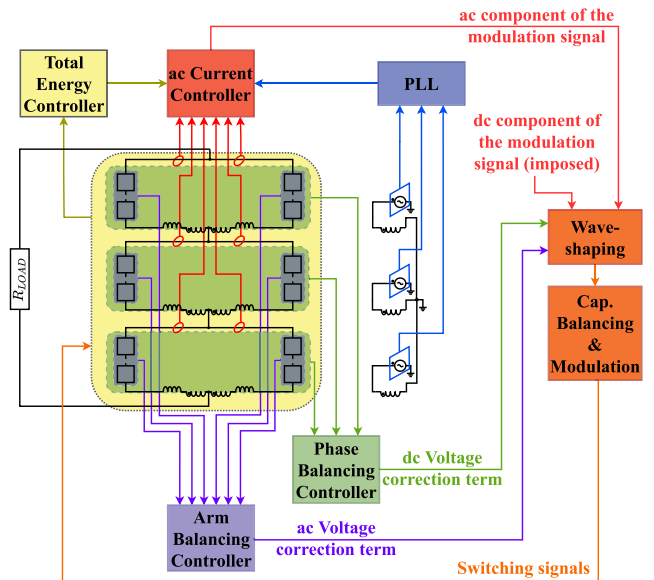 ac component of the
modulation signal
Total
Energy
Controller
ac Current
Controller
PLL
dc component of
the modulation
signal (imposed)
Wave-
shaping
R_LOAD
Cap.
Balancing
&
Modulation
Phase
Balancing
Controller
dc Voltage
correction term
Arm
Balancing
Controller
ac Voltage
correction term
Switching signals